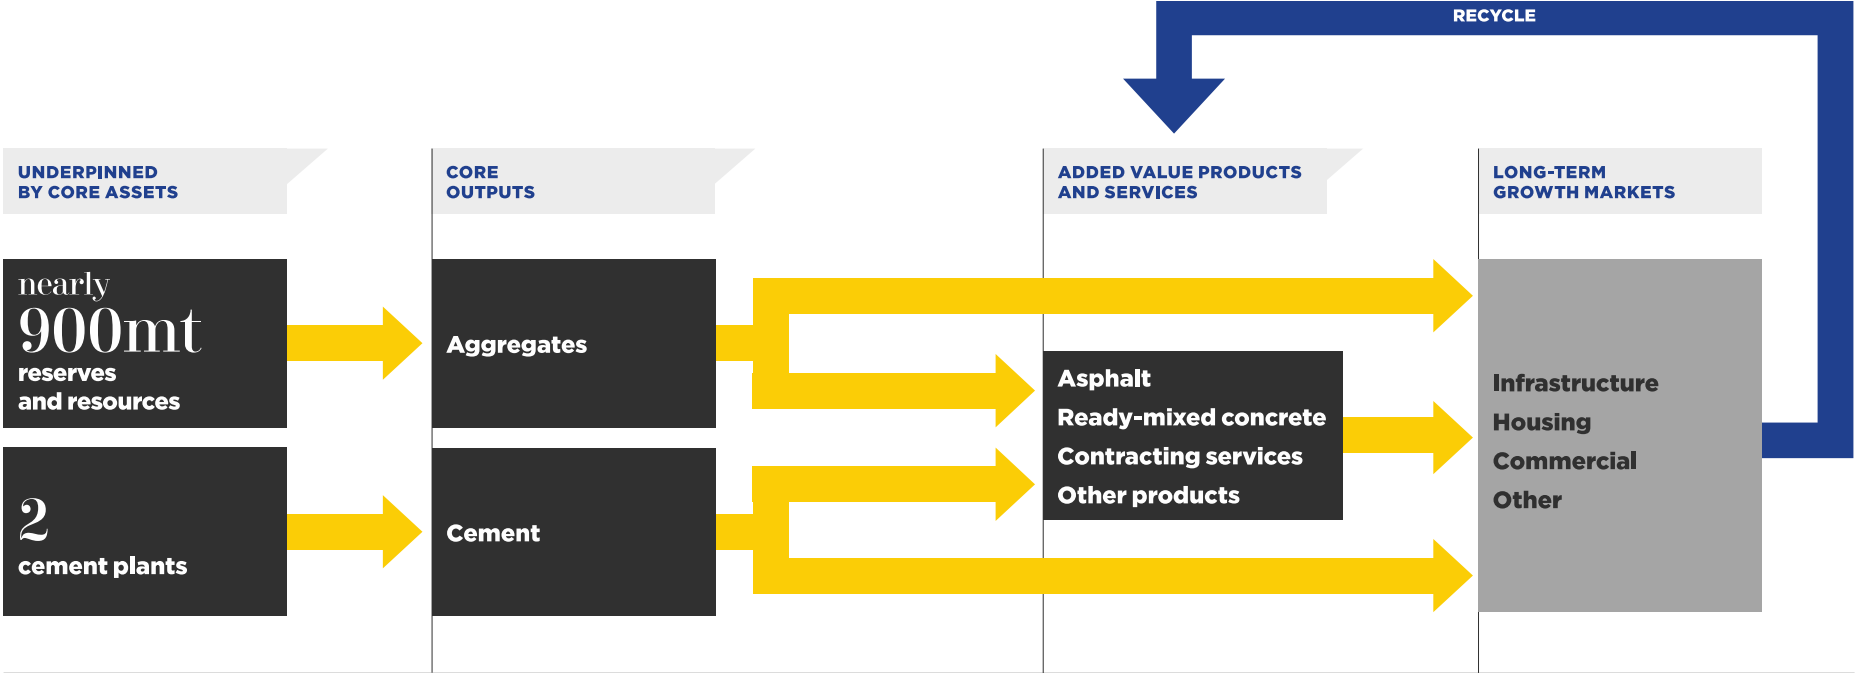 RECYCLE
UNDERPINNED
BY CORE ASSETS
CORE
OUTPUTS
ADDED VALUE PRODUCTS
AND SERVICES
LONG-TERM
GROWTH MARKETS
nearly
900mt
reserves
and resources
Aggregates
2
cement plants
Cement
Asphalt
Ready-mixed concrete
Contracting services
Other products
Infrastructure
Housing
Commercial
Other